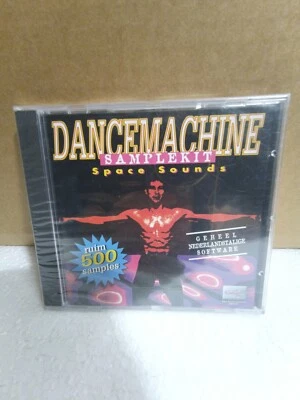 DANCEMACHINE
SAMPLEKIT
Space Sounds
ruim
500
samples
GEHEEL
NEDERLANDSTALIGE
SOFTWARE